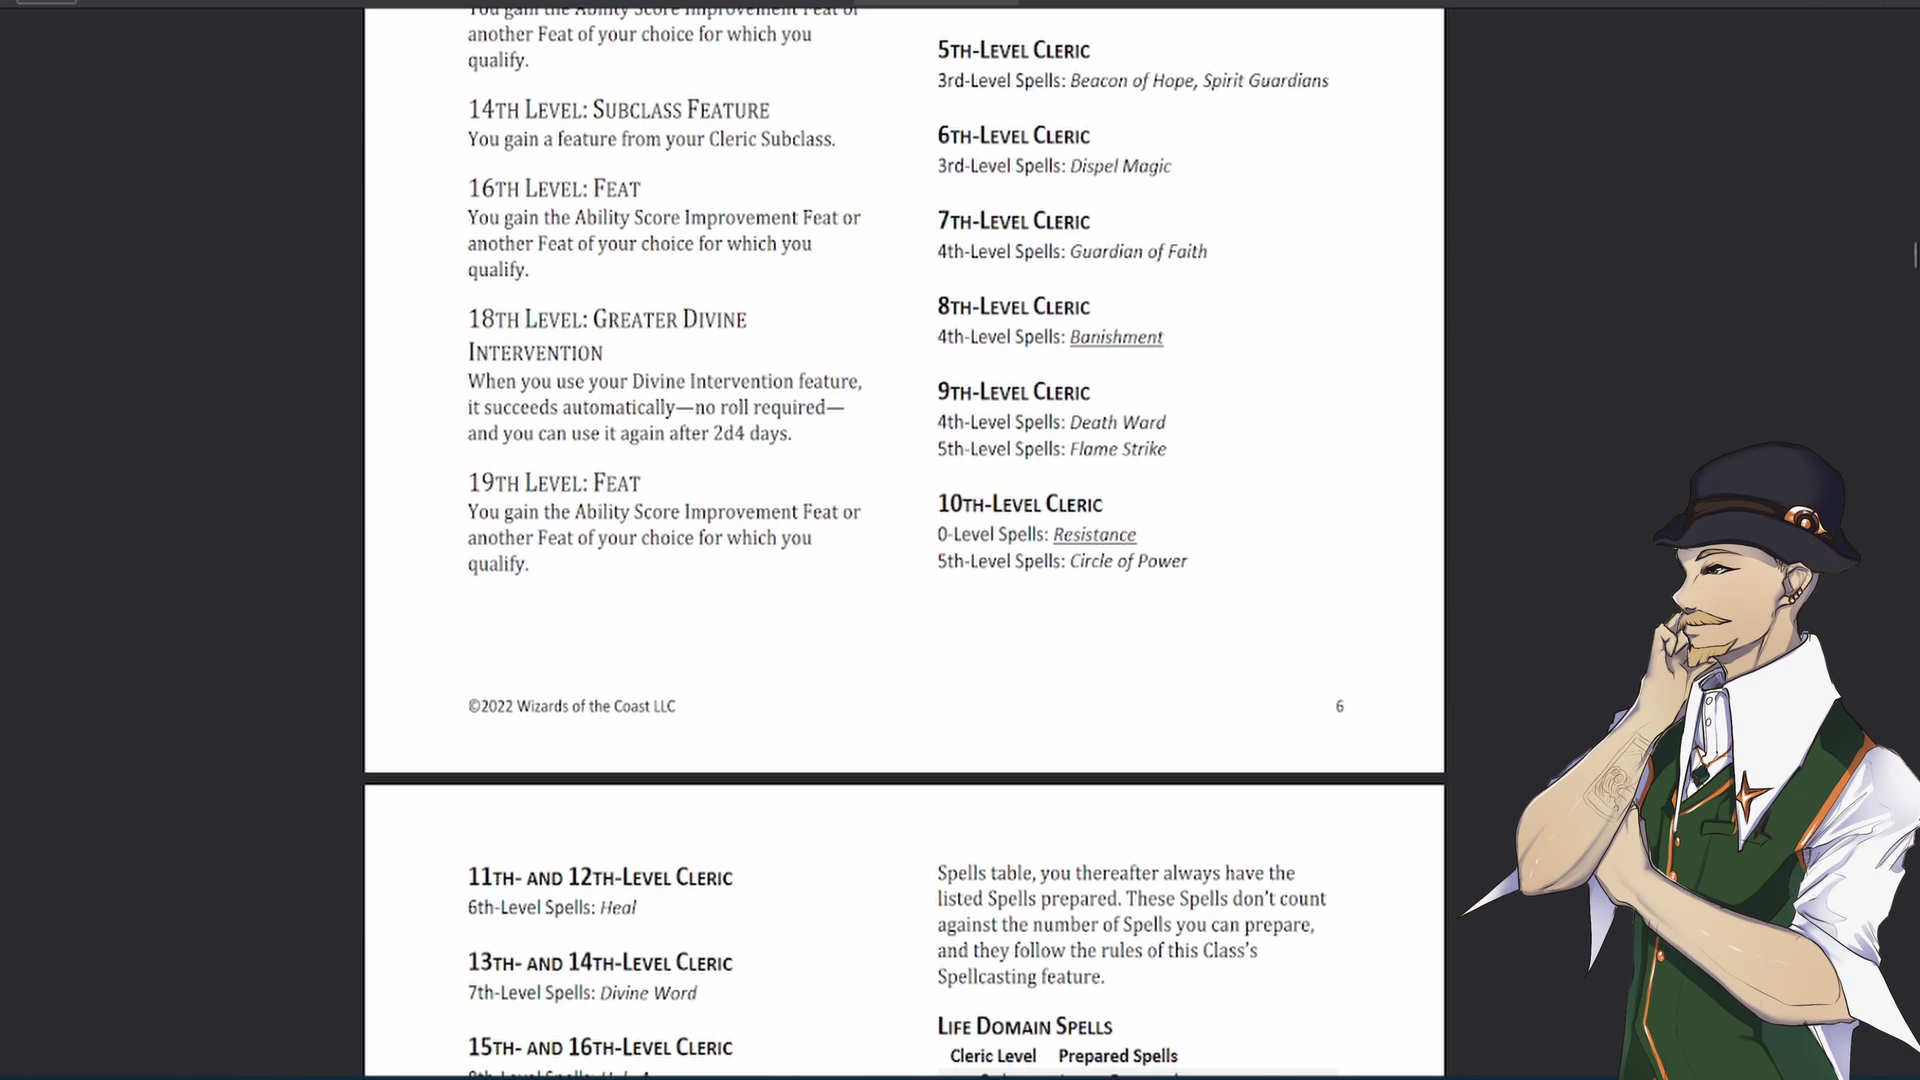 You gain the Ability Score Improvement Feat or
another Feat of your choice for which you
qualify.
14TH LEVEL: SUBCLASS FEATURE
You gain a feature from your Cleric Subclass.
16TH LEVEL: FEAT
You gain the Ability Score Improvement Feat or
another Feat of your choice for which you
qualify.
18TH LEVEL: GREATER DIVINE
INTERVENTION
When you use your Divine Intervention feature,
it succeeds automatically—no roll required—
and you can use it again after 2d4 days.
19TH LEVEL: FEAT
You gain the Ability Score Improvement Feat or
another Feat of your choice for which you
qualify.
5TH-LEVEL CLERIC
3rd-Level Spells: Beacon of Hope, Spirit Guardians
6TH-LEVEL CLERIC
3rd-Level Spells: Dispel Magic
7TH-LEVEL CLERIC
4th-Level Spells: Guardian of Faith
8TH-LEVEL CLERIC
4th-Level Spells: Banishment
9TH-LEVEL CLERIC
4th-Level Spells: Death Ward
5th-Level Spells: Flame Strike
10TH-LEVEL CLERIC
0-Level Spells: Resistance
5th-Level Spells: Circle of Power
©2022 Wizards of the Coast LLC
6
11TH- AND 12TH-LEVEL CLERIC
6th-Level Spells: Heal
13TH- AND 14TH-LEVEL CLERIC
7th-Level Spells: Divine Word
15TH- AND 16TH-LEVEL CLERIC
Spells table, you thereafter always have the
listed Spells prepared. These Spells don't count
against the number of Spells you can prepare,
and they follow the rules of this Class's
Spellcasting feature.
LIFE DOMAIN SPELLS
Cleric Level Prepared Spells